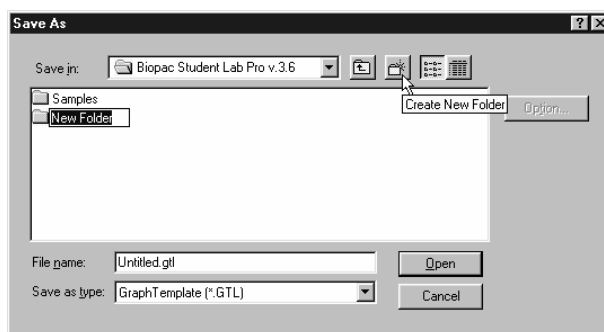 Save As
Save in: Biopac Student Lab Pro v.3.6
Samples
New Folder
Create New Folder
Option...
File name: Untitled.gtl Open
Save as type: GraphTemplate (*.GTL) Cancel